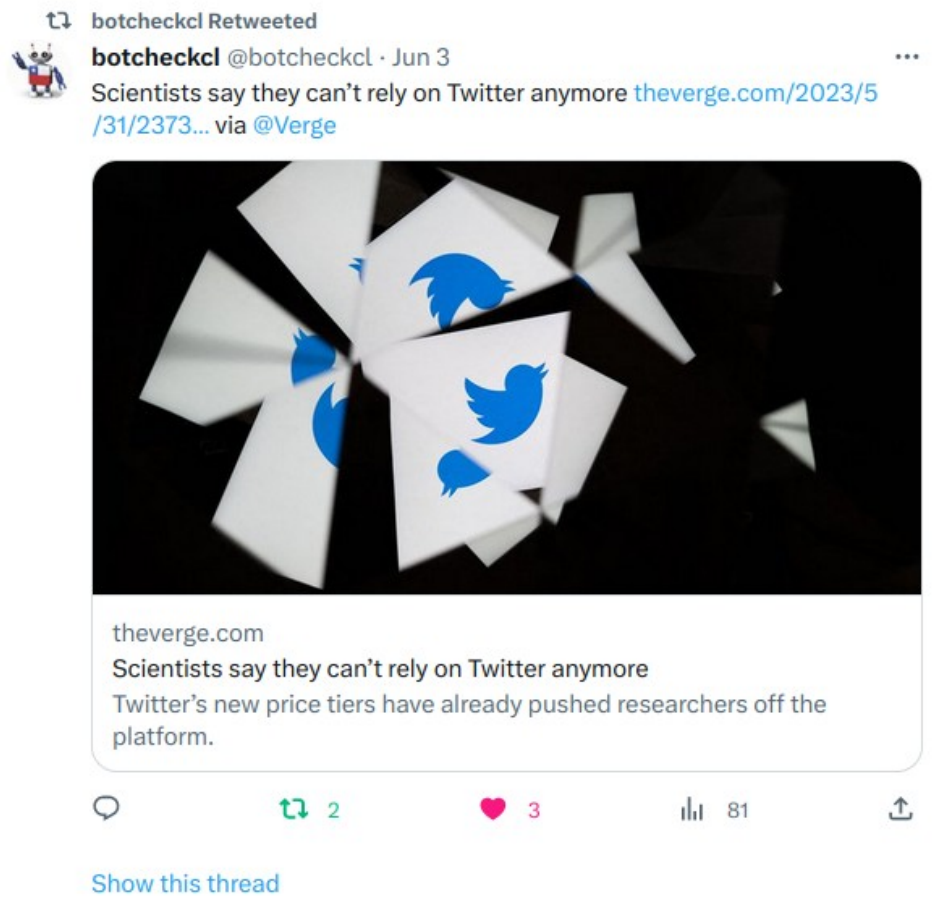 botcheckcl Retweeted
botcheckcl @botcheckcl · Jun 3
Scientists say they can’t rely on Twitter anymore theverge.com/2023/5
/31/2373... via @Verge
theverge.com
Scientists say they can’t rely on Twitter anymore
Twitter’s new price tiers have already pushed researchers off the
platform.
2 3 81
Show this thread